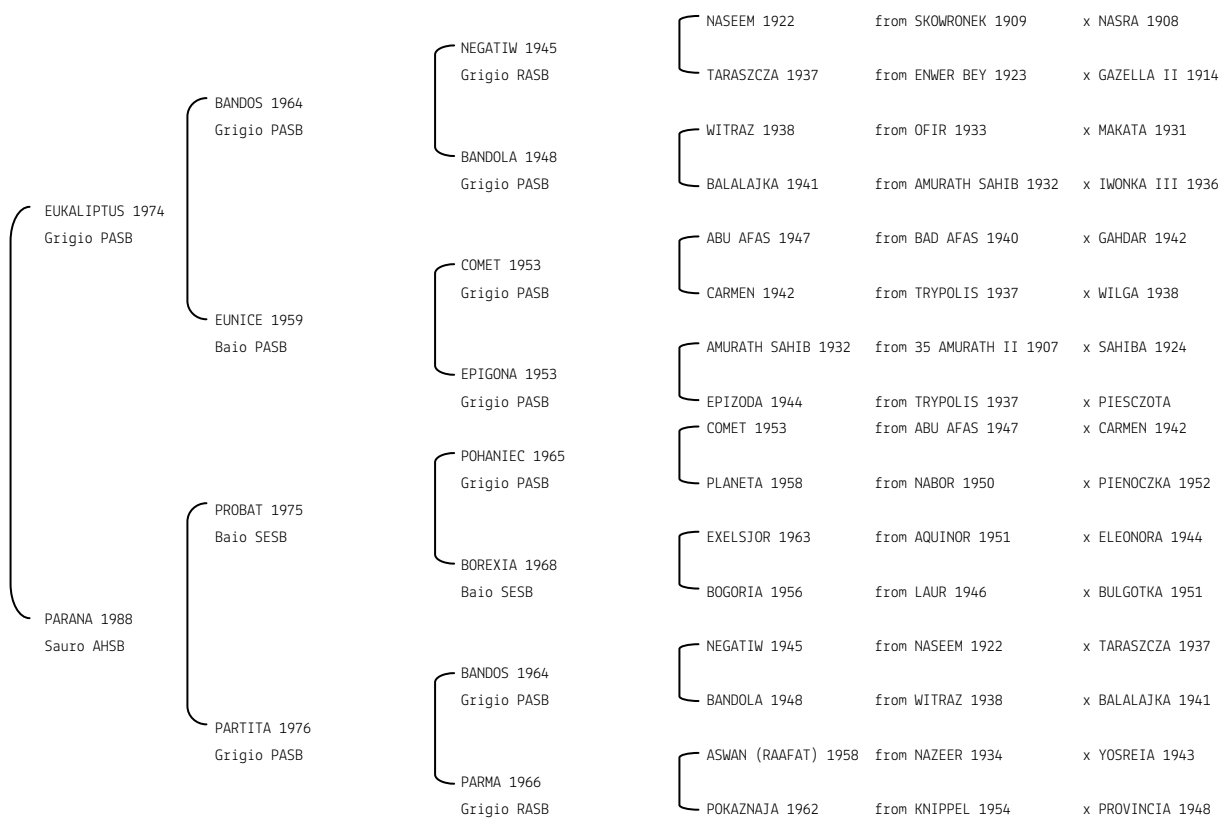 NASEEM 1922 from SKOWRONEK 1909 x NASRA 1908
NEGATIW 1945
Grigio RASB
TARASZCZA 1937 from ENWER BEY 1923 x GAZELLA II 1914
BANDOS 1964
Grigio PASB
WITRAZ 1938 from OFIR 1933 x MAKATA 1931
BANDOLA 1948
Grigio PASB
BALALAJKA 1941 from AMURATH SAHIB 1932 x IWONKA III 1936
EUKALIPTUS 1974
Grigio PASB
ABU AFAS 1947 from BAD AFAS 1940 x GAHDAR 1942
COMET 1953
Grigio PASB
CARMEN 1942 from TRYPOLIS 1937 x WILGA 1938
EUNICE 1959
Baio PASB
AMURATH SAHIB 1932 from 35 AMURATH II 1907 x SAHIBA 1924
EPIGONA 1953
Grigio PASB
EPIZODA 1944 from TRYPOLIS 1937 x PIESCZOTA
COMET 1953 from ABU AFAS 1947 x CARMEN 1942
POHANIEC 1965
Grigio PASB
PLANETA 1958 from NABOR 1950 x PIENOCZKA 1952
PROBAT 1975
Baio SESB
EXELSJOR 1963 from AQUINOR 1951 x ELEONORA 1944
BOREXIA 1968
Baio SESB
BOGORIA 1956 from LAUR 1946 x BULGOTKA 1951
PARANA 1988
Sauro AHSB
NEGATIW 1945 from NASEEM 1922 x TARASZCZA 1937
BANDOS 1964
Grigio PASB
BANDOLA 1948 from WITRAZ 1938 x BALALAJKA 1941
PARTITA 1976
Grigio PASB
ASWAN (RAAFAT) 1958 from NAZEER 1934 x YOSREIA 1943
PARMA 1966
Grigio RASB
POKAZNAJA 1962 from KNIPPEL 1954 x PROVINCIA 1948